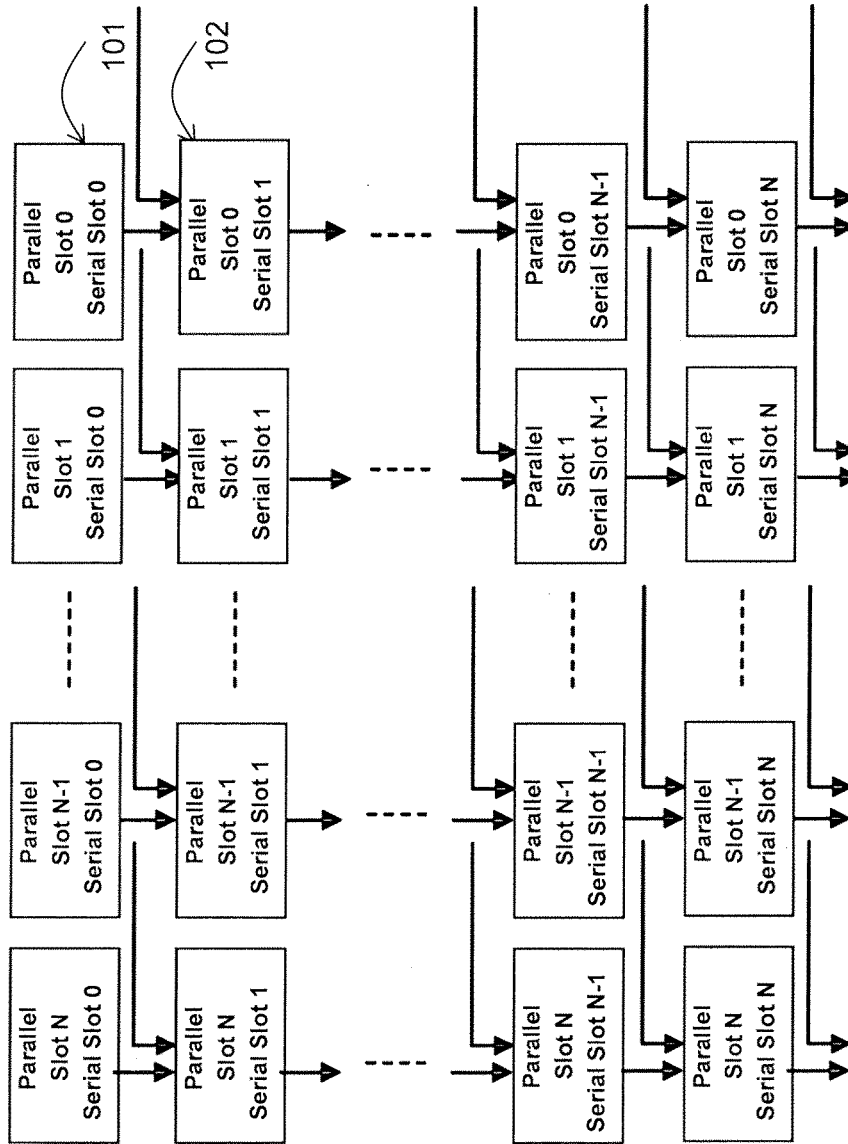 Parallel
Slot N
Serial Slot 0
Parallel
Slot N-1
Serial Slot 0
Parallel
Slot 1
Serial Slot 0
Parallel
Slot 0
Serial Slot 0
101
Parallel
Slot N
Serial Slot 1
Parallel
Slot N-1
Serial Slot 1
Parallel
Slot 1
Serial Slot 1
Parallel
Slot 0
Serial Slot 1
102
Parallel
Slot N
Serial Slot N-1
Parallel
Slot N-1
Serial Slot N-1
Parallel
Slot 1
Serial Slot N-1
Parallel
Slot 0
Serial Slot N-1
Parallel
Slot N
Serial Slot N
Parallel
Slot N-1
Serial Slot N
Parallel
Slot 1
Serial Slot N
Parallel
Slot 0
Serial Slot N